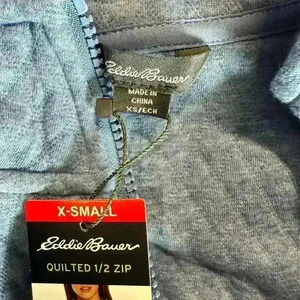 Eddie Bauer
MADE IN
CHINA
XS/ECH
X-SMALL
Eddie Bauer
QUILTED 1/2 ZIP